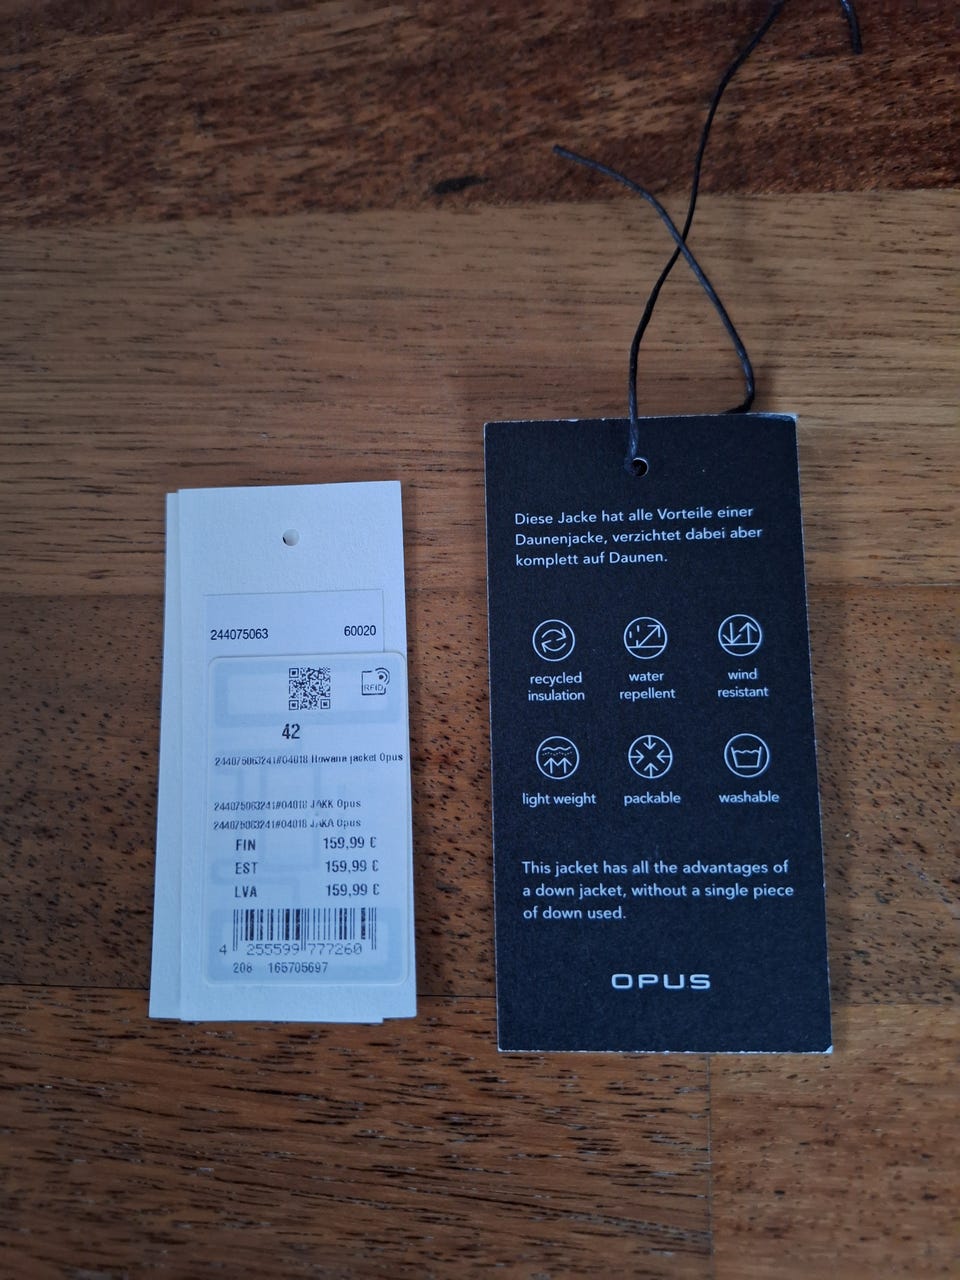 244075063 60020
RFID
42
244075063241#04018 Howana jacket Opus
244075063241#04018 JAKK Opus
244075063241#04018 JAKA Opus
FIN 159,99 €
EST 159,99 €
LVA 159,99 €
4 255599 777260
208 165705697
Diese Jacke hat alle Vorteile einer
Daunenjacke, verzichtet dabei aber
komplett auf Daunen.
recycled
insulation
water
repellent
wind
resistant
light weight
packable
washable
This jacket has all the advantages of
a down jacket, without a single piece
of down used.
OPUS